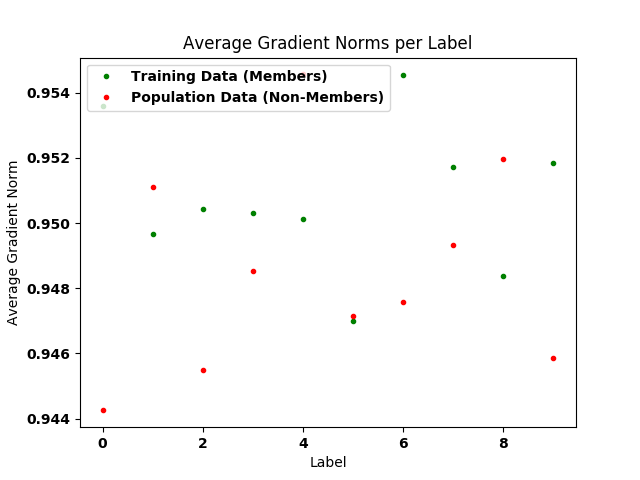 Average Gradient Norms per Label
Training Data (Members)
Population Data (Non-Members)
0.954
0.952
0.950
0.948
0.946
0.944
Average Gradient Norm
0 2 4 6 8
Label